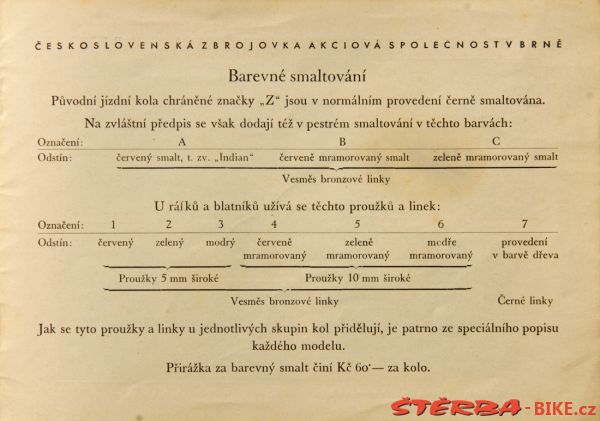 ČESKOSLOVENSKÁ ZBROJOVKA AKCIOVÁ SPOLEČNOST V BRNĚ
Barevné smaltování
Původní jízdní kola chráněné značky „Z“ jsou v normálním provedení černě smaltována.
Na zvláštní předpis se však dodají též v pestrém smaltování v těchto barvách:
Označení: A B C
Odstín: červený smalt, t. zv. „Indian“ červeně mramorovaný smalt zeleně mramorovaný smalt
Vesměs bronzové linky
U ráfků a blatníků užívá se těchto proužků a linek:
Označení: 1 2 3 4 5 6 7
Odstín: červený zelený modrý červeně zeleně modře provedení
mramorovaný mramorovaný mramorovaný v barvě dřeva
Proužky 5 mm široké Proužky 10 mm široké
Vesměs bronzové linky Černé linky
Jak se tyto proužky a linky u jednotlivých skupin kol přidělují, je patrno ze speciálního popisu
každého modelu.
Přirážka za barevný smalt činí Kč 60·— za kolo.
ŠTĚRBA-BIKE.cz